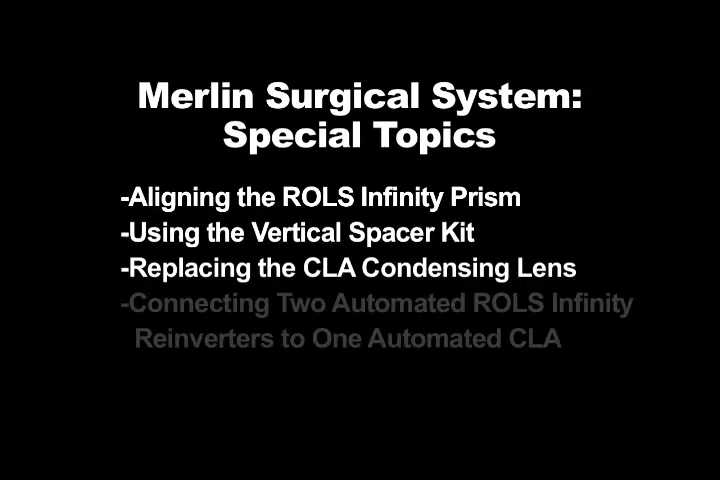 Merlin Surgical System:
Special Topics
-Aligning the ROLS Infinity Prism
-Using the Vertical Spacer Kit
-Replacing the CLA Condensing Lens
-Connecting Two Automated ROLS Infinity
Reinverters to One Automated CLA